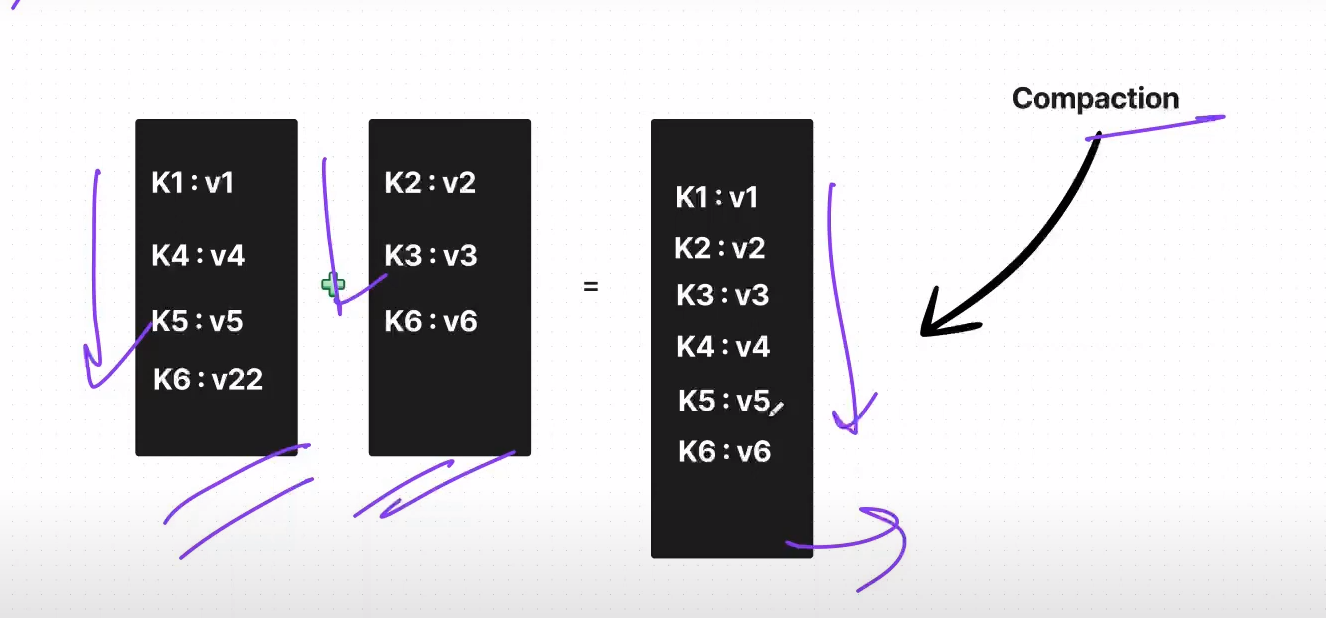 Compaction
K1 : v1
K4 : v4
K5 : v5
K6 : v22
K2 : v2
K3 : v3
K6 : v6
=
K1 : v1
K2 : v2
K3 : v3
K4 : v4
K5 : v5
K6 : v6